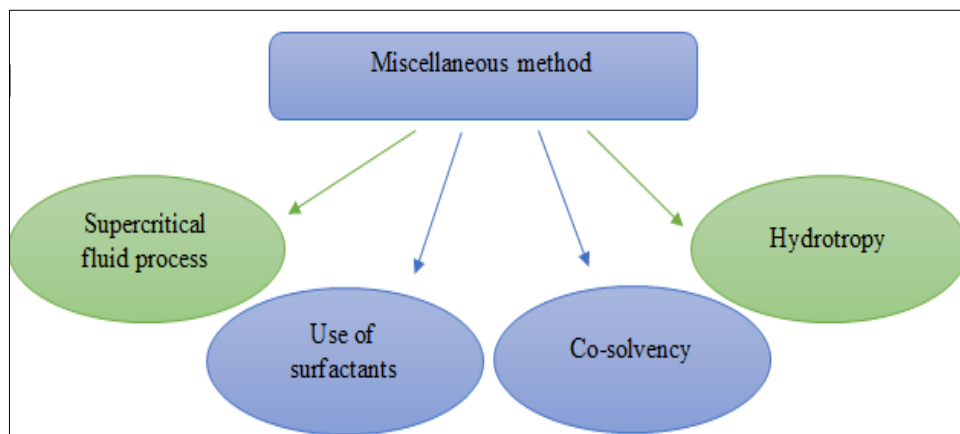 Miscellaneous method
Supercritical
fluid process
Use of
surfactants
Co-solvency
Hydrotropy